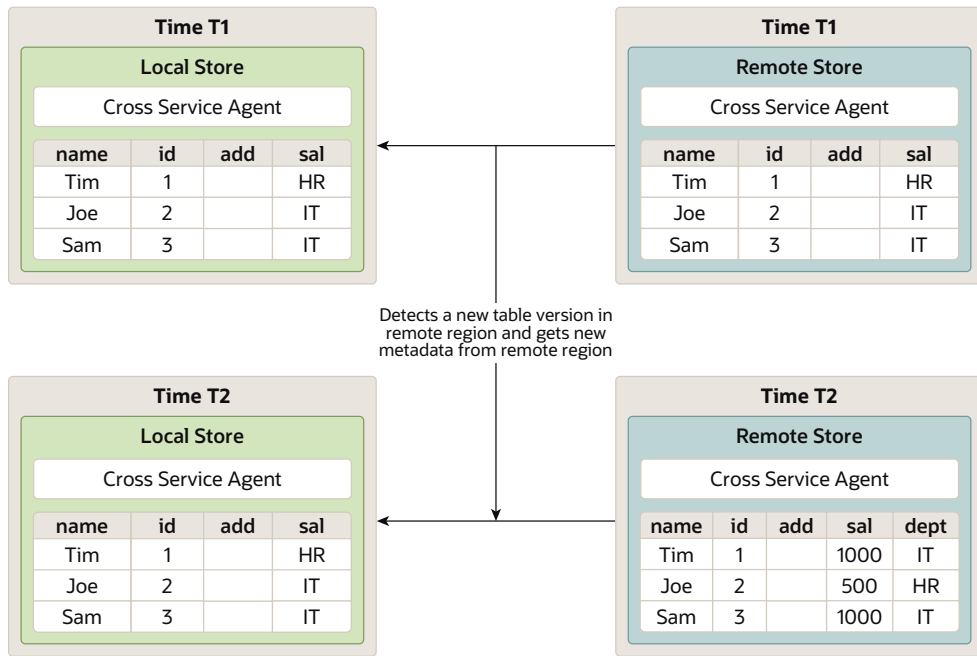 Time T1
Local Store
Cross Service Agent
name id add sal
Tim 1 HR
Joe 2 IT
Sam 3 IT
Time T1
Remote Store
Cross Service Agent
name id add sal
Tim 1 HR
Joe 2 IT
Sam 3 IT
Detects a new table version in
remote region and gets new
metadata from remote region
Time T2
Local Store
Cross Service Agent
name id add sal
Tim 1 HR
Joe 2 IT
Sam 3 IT
Time T2
Remote Store
Cross Service Agent
name id add sal dept
Tim 1 1000 IT
Joe 2 500 HR
Sam 3 1000 IT